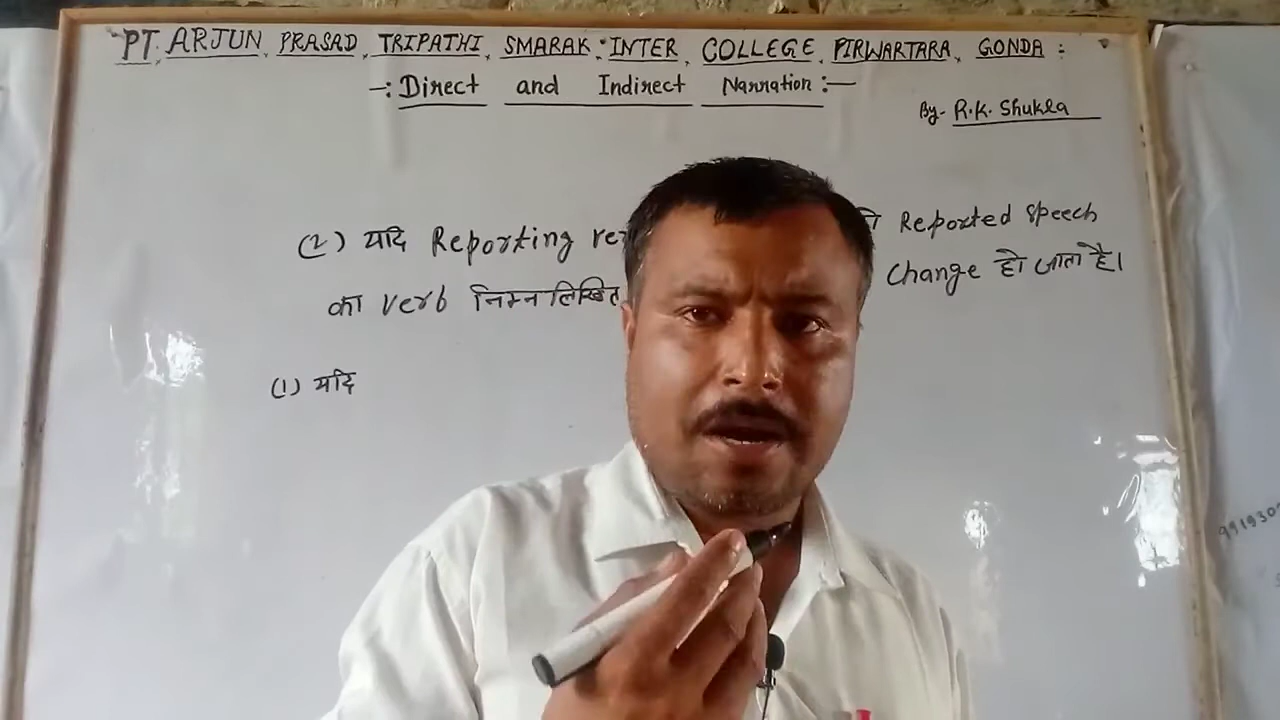 PT. ARJUN PRASAD TRIPATHI SMARAK INTER COLLEGE PIRWARTARA, GONDA :
-: Direct and Indirect Narration :-
By- R.K. Shukla
(2) यदि Reporting Reported Speech
का verb निम्नलिखित Change हो जाता है।
(1) यदि